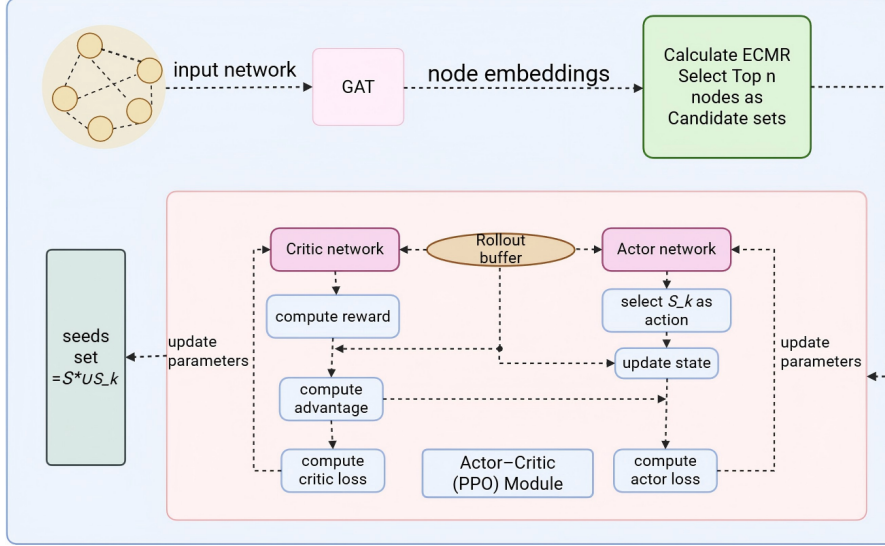 input network
GAT
node embeddings
Calculate ECMR
Select Top n
nodes as
Candidate sets
seeds
set
=S*∪S_k
update
parameters
Critic network
Rollout
buffer
Actor network
compute reward
select S_k as
action
update state
compute
advantage
update
parameters
compute
critic loss
Actor–Critic
(PPO) Module
compute
actor loss